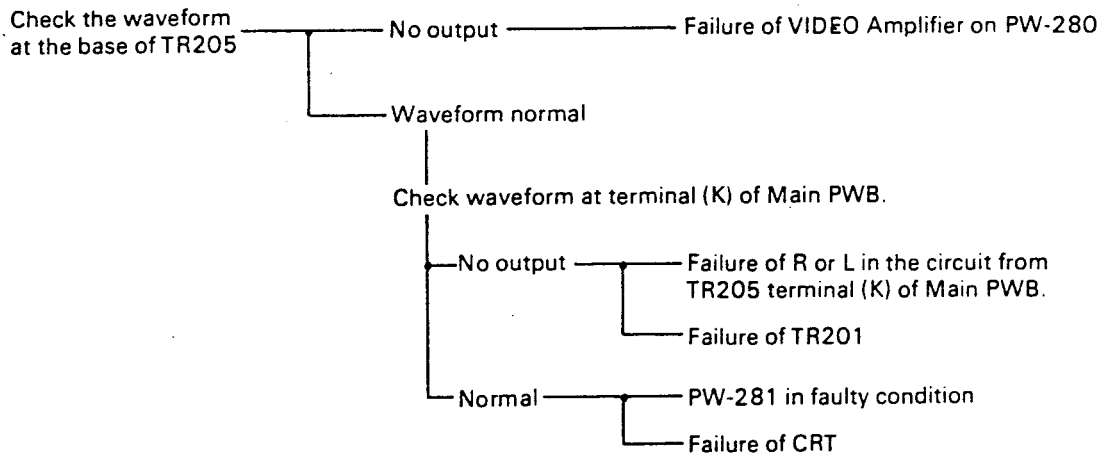 Check the waveform
at the base of TR205
No output
Failure of VIDEO Amplifier on PW-280
Waveform normal
Check waveform at terminal (K) of Main PWB.
No output
Failure of R or L in the circuit from
TR205 terminal (K) of Main PWB.
Failure of TR201
Normal
PW-281 in faulty condition
Failure of CRT